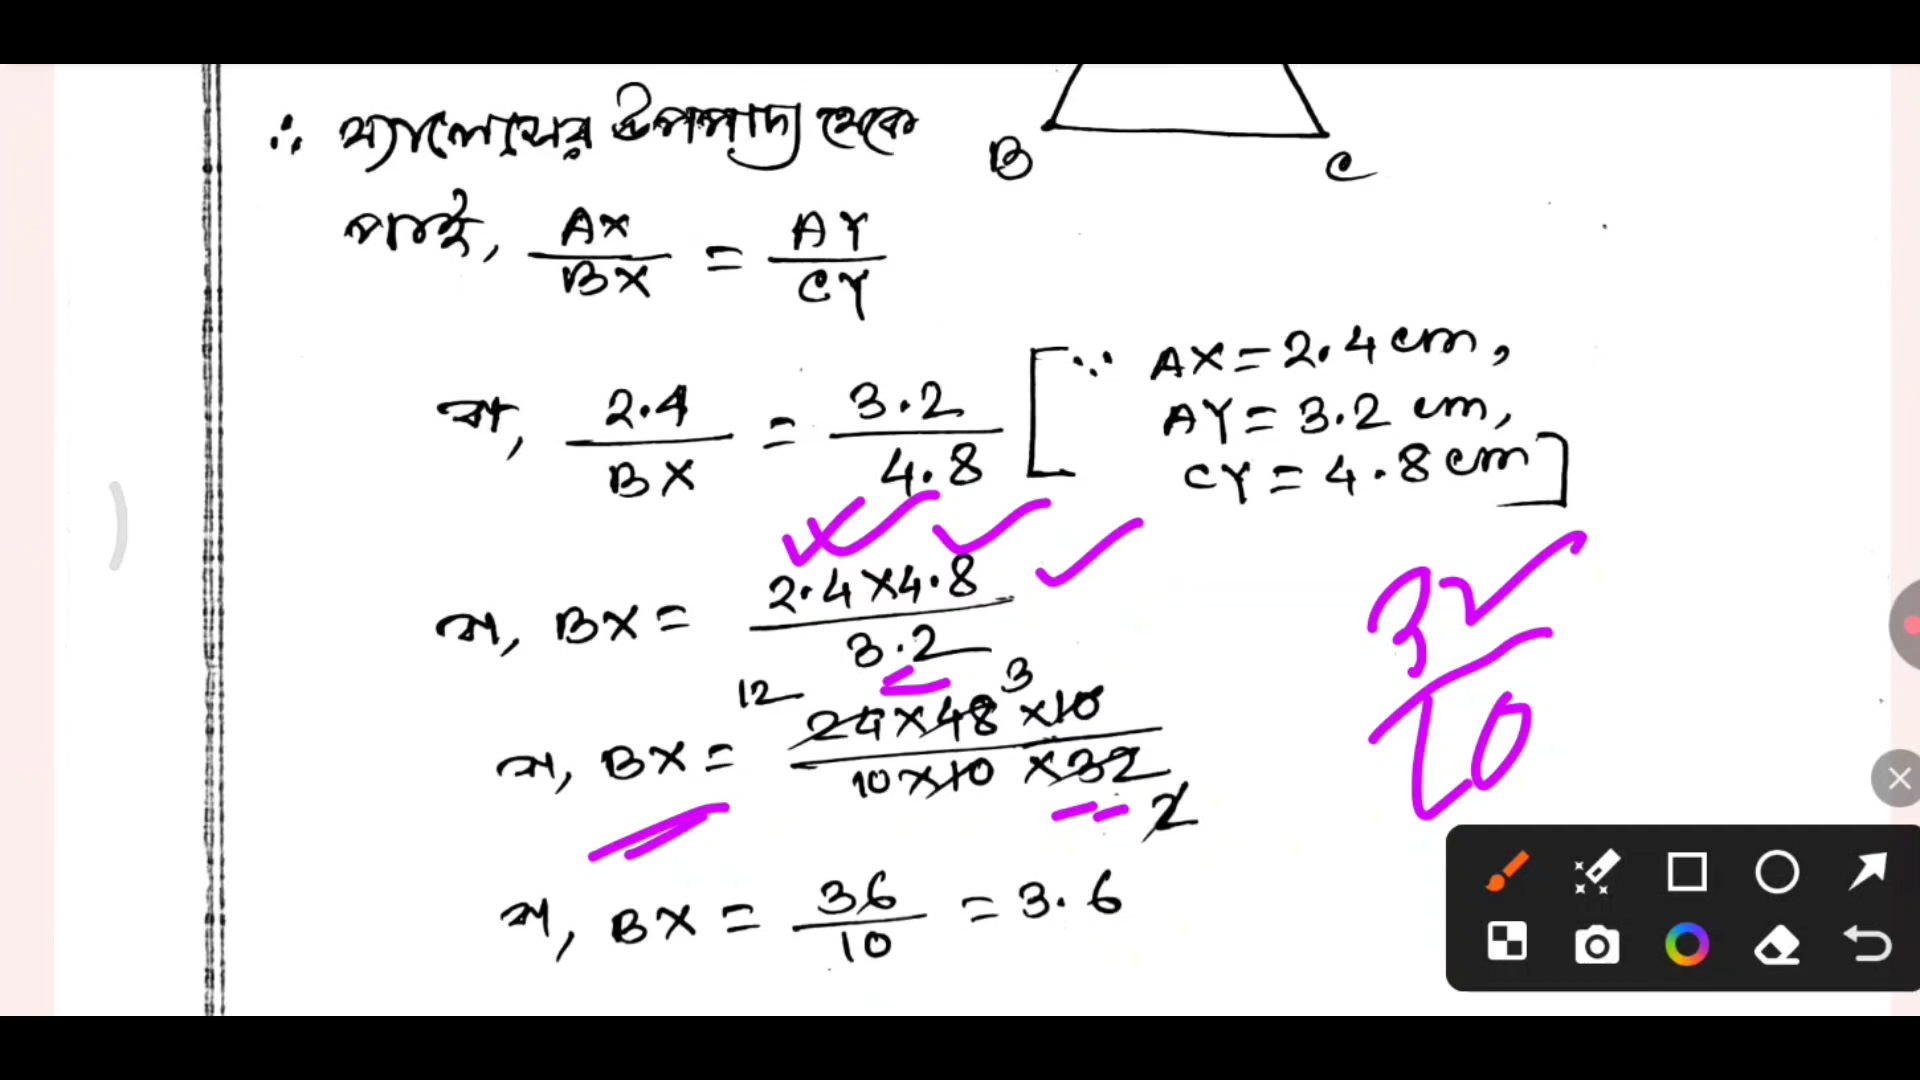 ∴ থ্যালেসের উপপাদ্য থেকে
B C
পাই, AX/BX = AY/CY
বা, 2.4/BX = 3.2/4.8 [∵ AX = 2.4 cm,
AY = 3.2 cm,
CY = 4.8 cm]
বা, BX = 2.4×4.8/3.2
32/10
12 3
বা, BX = 24×48×10/10×10×32
2
বা, BX = 36/10 = 3.6